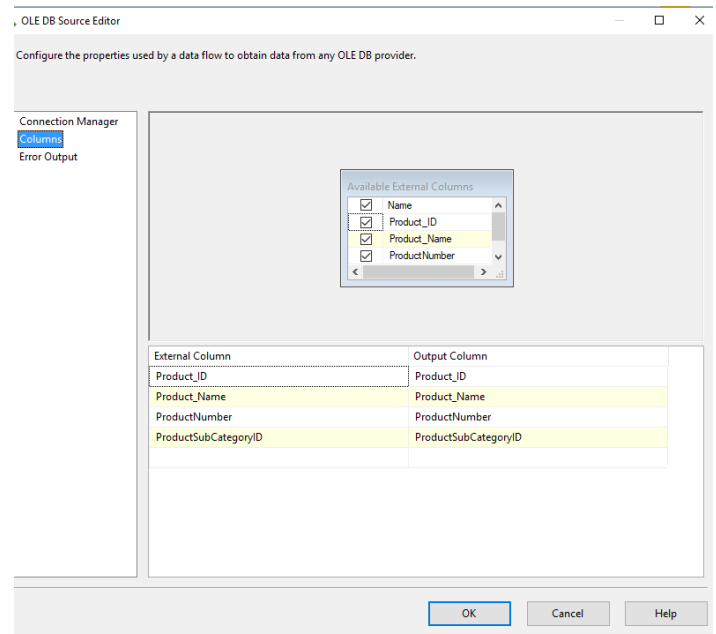 OLE DB Source Editor
Configure the properties used by a data flow to obtain data from any OLE DB provider.
Connection Manager
Columns
Error Output
Available External Columns
Name
Product_ID
Product_Name
ProductNumber
External Column Output Column
Product_ID Product_ID
Product_Name Product_Name
ProductNumber ProductNumber
ProductSubCategoryID ProductSubCategoryID
OK Cancel Help